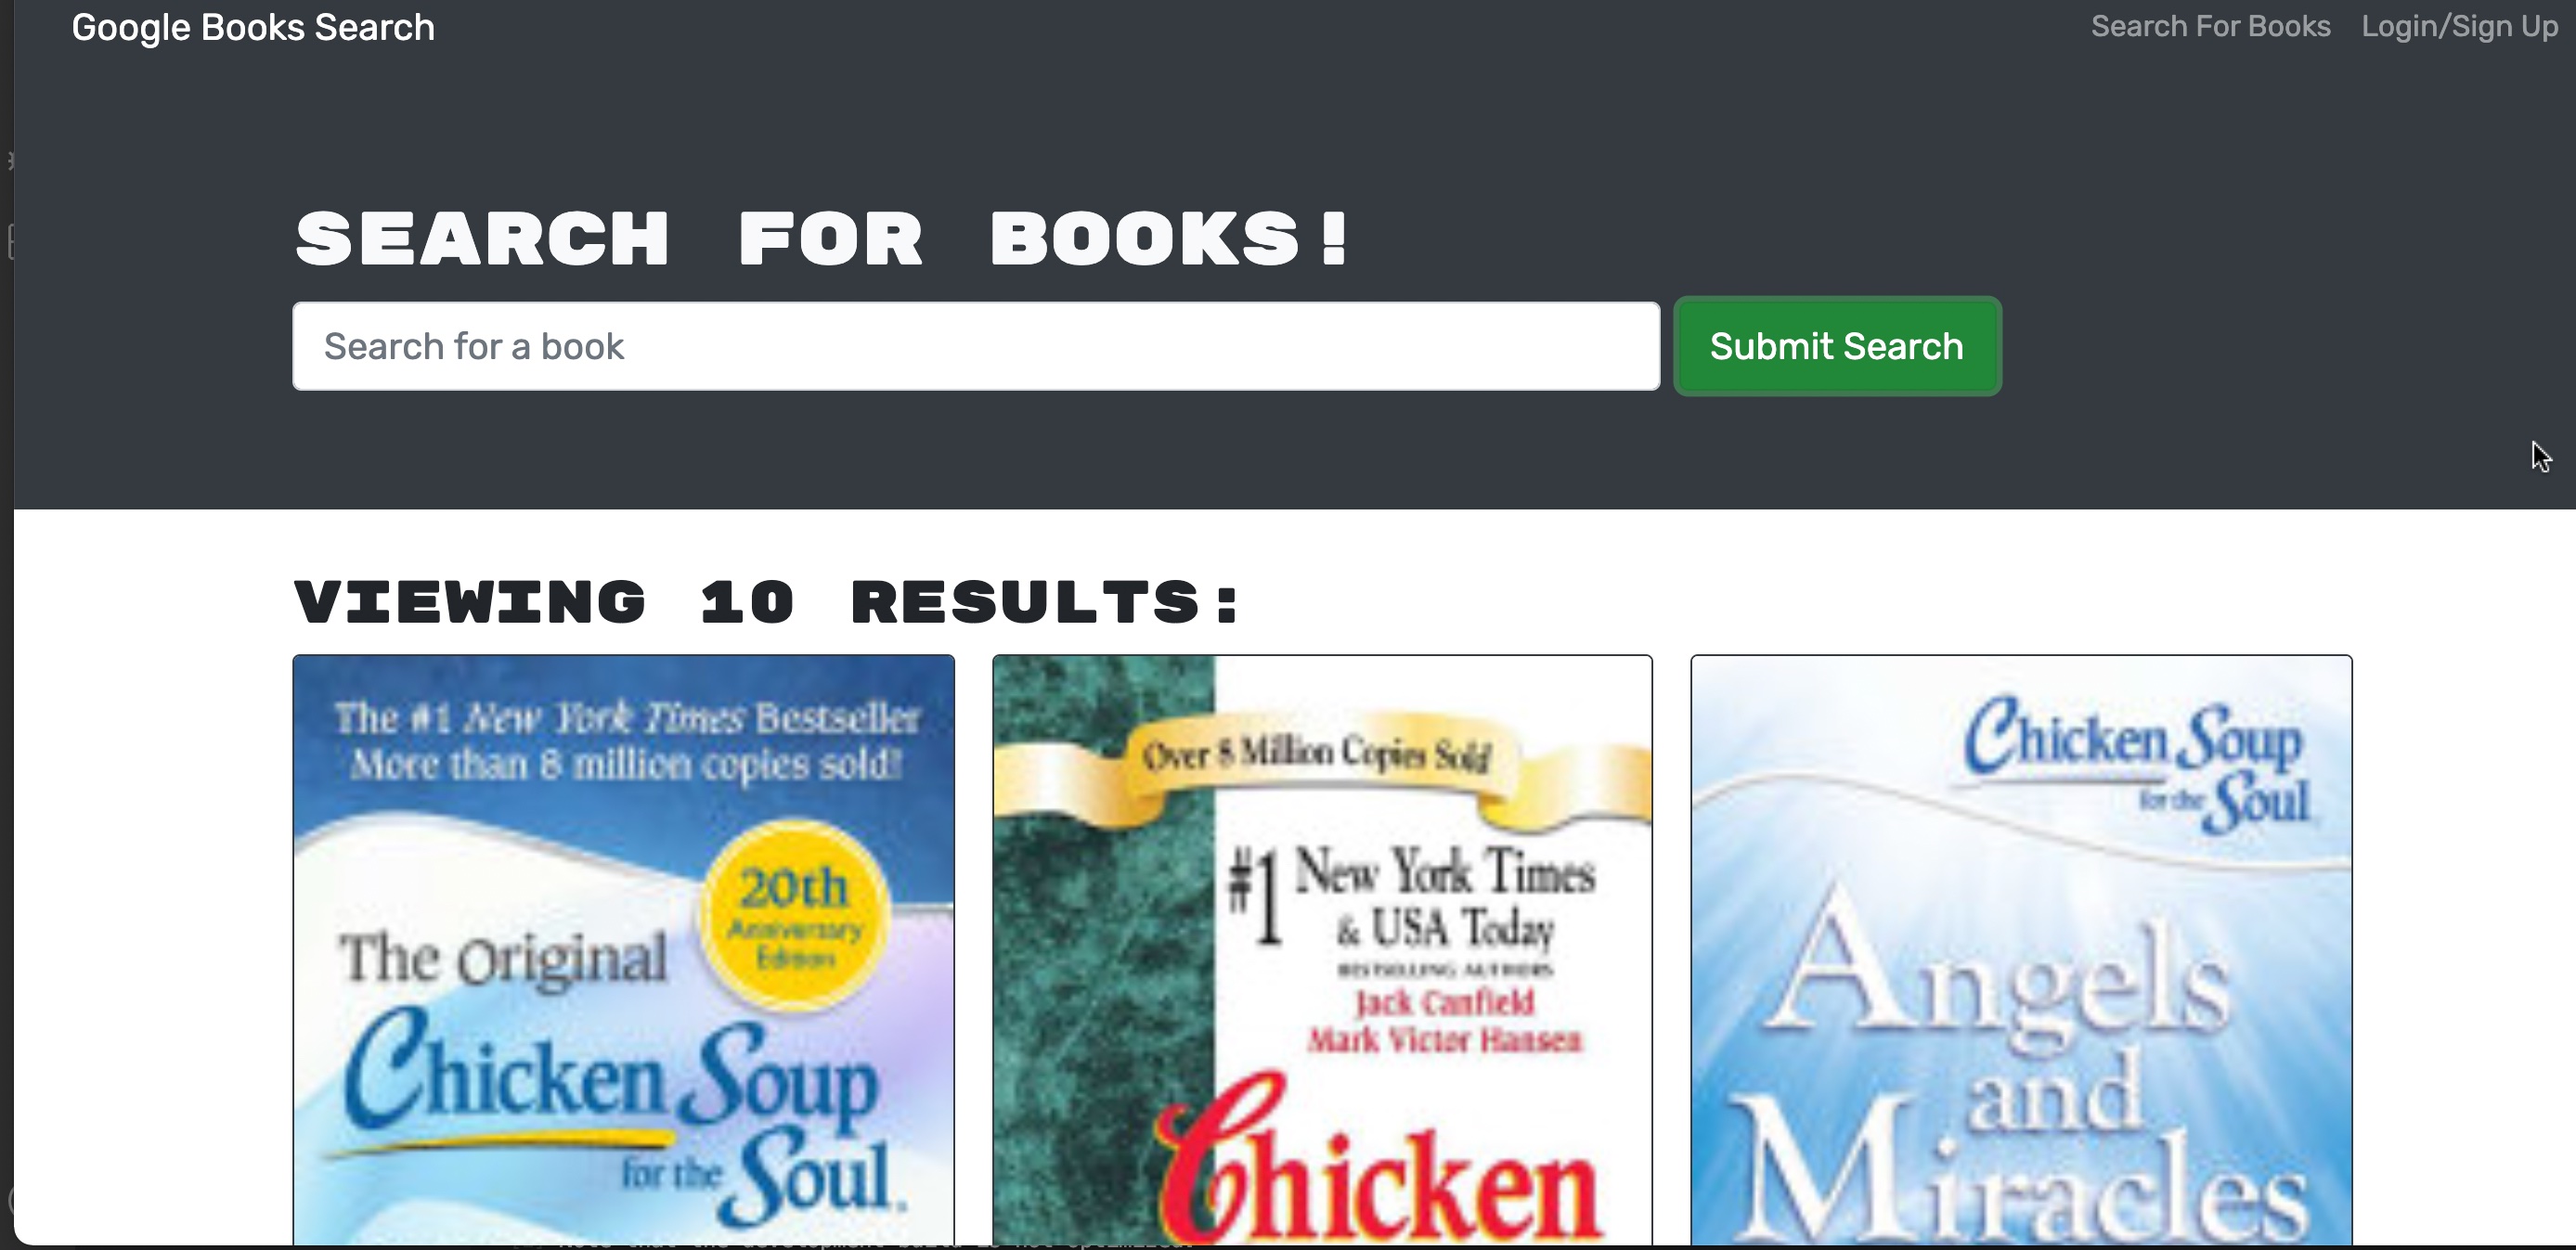 Google Books Search
Search For Books
Login/Sign Up
SEARCH FOR BOOKS!
Search for a book
Submit Search
VIEWING 10 RESULTS:
The #1 New York Times Bestseller
More than 8 million copies sold!
20th
Anniversary
Edition
The Original
Chicken Soup
for the Soul.
Over 8 Million Copies Sold
#1 New York Times
& USA Today
BESTSELLING AUTHORS
Jack Canfield
Mark Victor Hansen
Chicken
Chicken Soup
for the Soul
Angels
and
Miracles